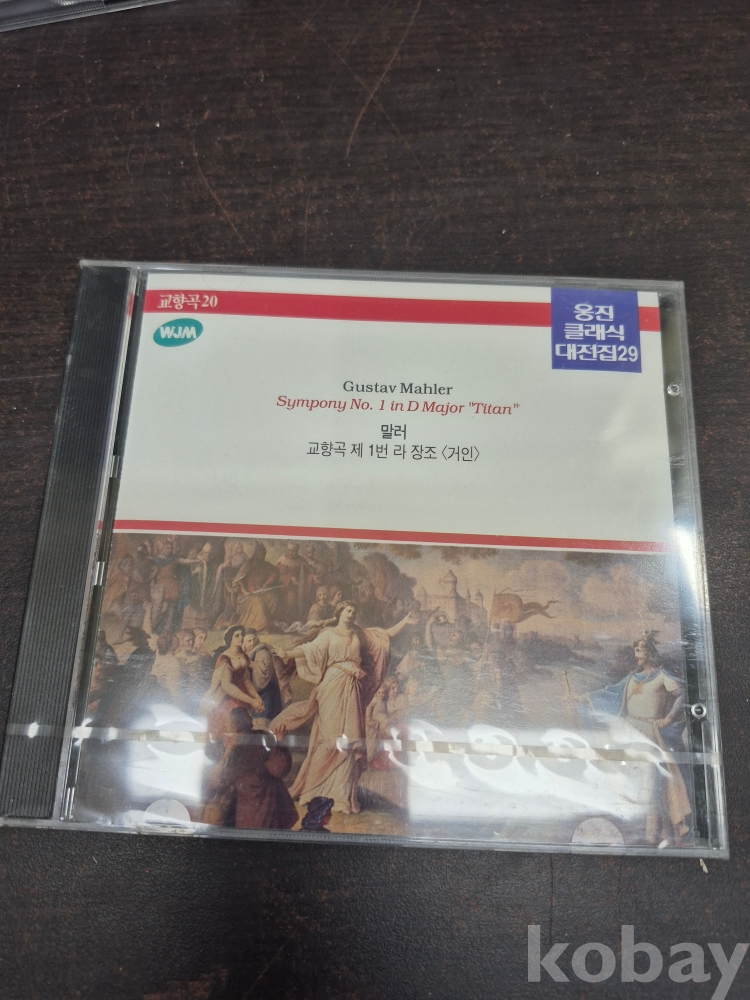 교향곡20
WJM
웅진
클래식
대전집29
Gustav Mahler
Sympony No. 1 in D Major "Titan"
말러
교향곡 제 1번 라 장조 〈거인〉
kobay